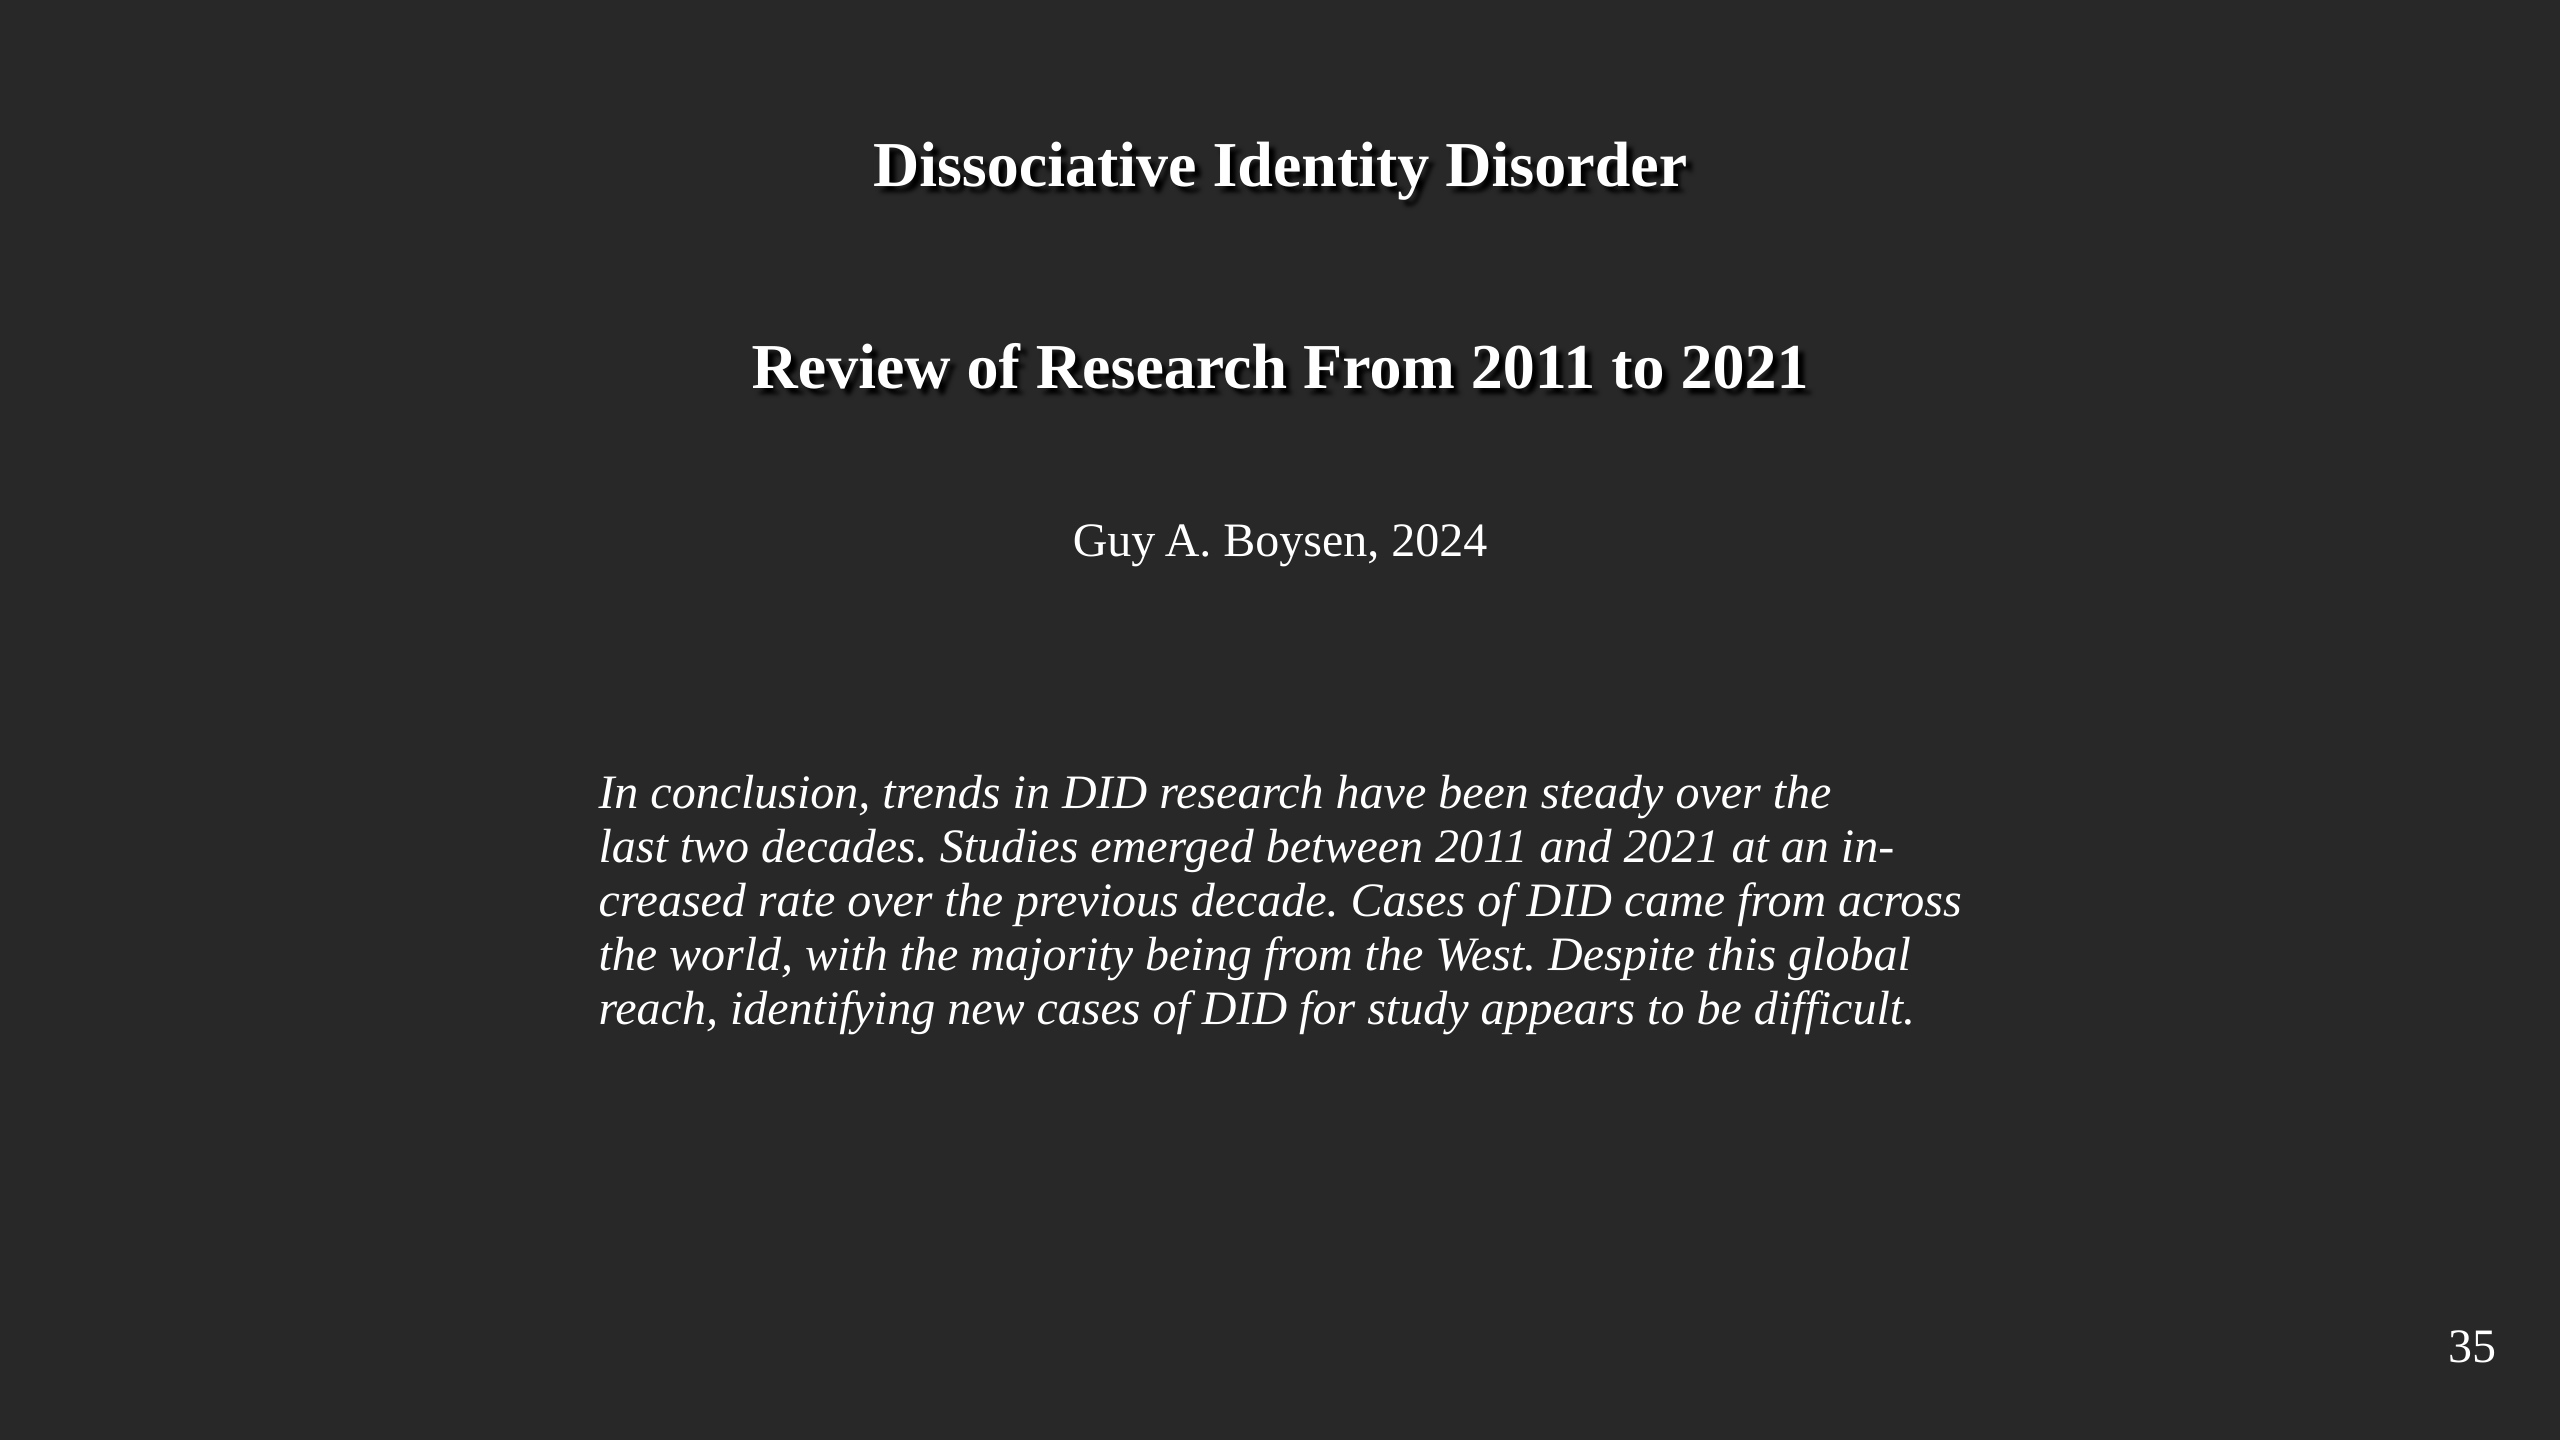 Dissociative Identity Disorder
Review of Research From 2011 to 2021
Guy A. Boysen, 2024
In conclusion, trends in DID research have been steady over the
last two decades. Studies emerged between 2011 and 2021 at an in-
creased rate over the previous decade. Cases of DID came from across
the world, with the majority being from the West. Despite this global
reach, identifying new cases of DID for study appears to be difficult.
35